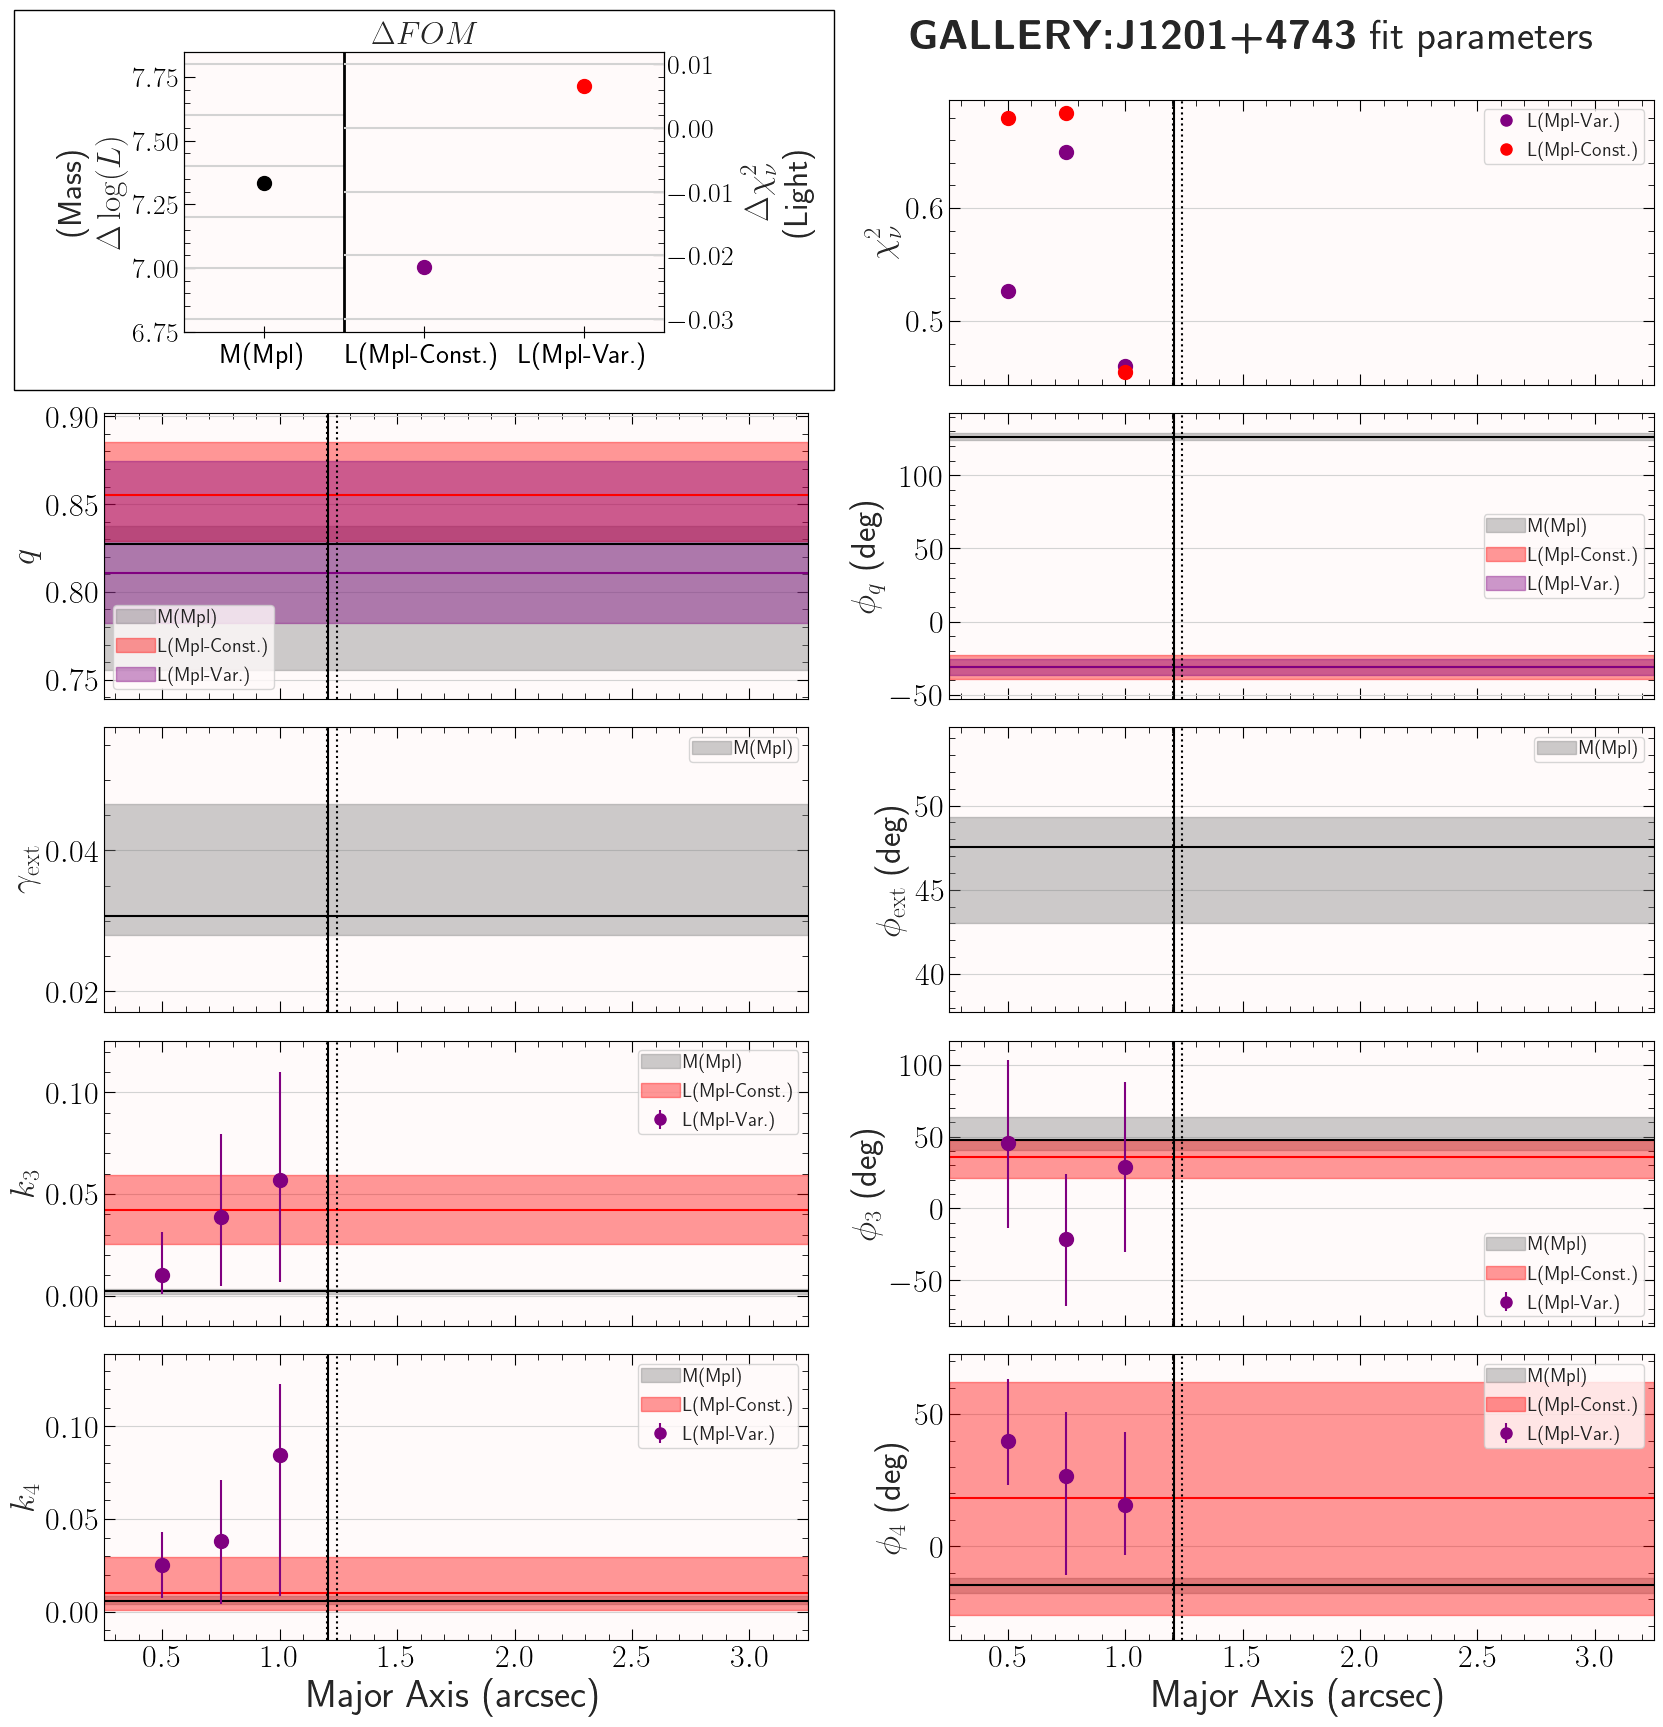 ΔFOM
GALLERY:J1201+4743 fit parameters
(Mass)
Δ log(L)
7.75
7.50
7.25
7.00
6.75
0.01
0.00
−0.01
−0.02
−0.03
Δχ²ᵥ
(Light)
M(Mpl)
L(Mpl-Const.)
L(Mpl-Var.)
χ²ᵥ
0.6
0.5
L(Mpl-Var.)
L(Mpl-Const.)
q
0.90
0.85
0.80
0.75
M(Mpl)
L(Mpl-Const.)
L(Mpl-Var.)
ϕq (deg)
100
50
0
−50
M(Mpl)
L(Mpl-Const.)
L(Mpl-Var.)
γext
0.04
0.02
M(Mpl)
ϕext (deg)
50
45
40
M(Mpl)
k3
0.10
0.05
0.00
M(Mpl)
L(Mpl-Const.)
L(Mpl-Var.)
ϕ3 (deg)
100
50
0
−50
M(Mpl)
L(Mpl-Const.)
L(Mpl-Var.)
k4
0.10
0.05
0.00
M(Mpl)
L(Mpl-Const.)
L(Mpl-Var.)
0.5 1.0 1.5 2.0 2.5 3.0
Major Axis (arcsec)
ϕ4 (deg)
50
0
M(Mpl)
L(Mpl-Const.)
L(Mpl-Var.)
0.5 1.0 1.5 2.0 2.5 3.0
Major Axis (arcsec)